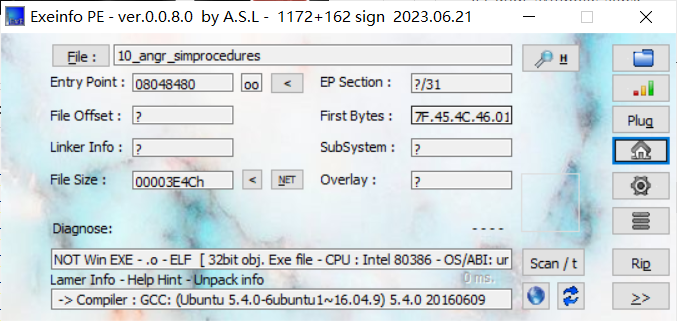 Exeinfo PE - ver.0.0.8.0 by A.S.L - 1172+162 sign 2023.06.21
File : 10_angr_simprocedures H
Entry Point : 08048480 oo < EP Section : ?/31
File Offset : ? First Bytes : 7F.45.4C.46.01 Plug
Linker Info : ? SubSystem : ?
File Size : 00003E4Ch < NET Overlay : ?
Diagnose: - - - -
NOT Win EXE - .o - ELF [ 32bit obj. Exe file - CPU : Intel 80386 - OS/ABI: ur Scan / t Rip
Lamer Info - Help Hint - Unpack info 0 ms.
-> Compiler : GCC: (Ubuntu 5.4.0-6ubuntu1~16.04.9) 5.4.0 20160609 >>